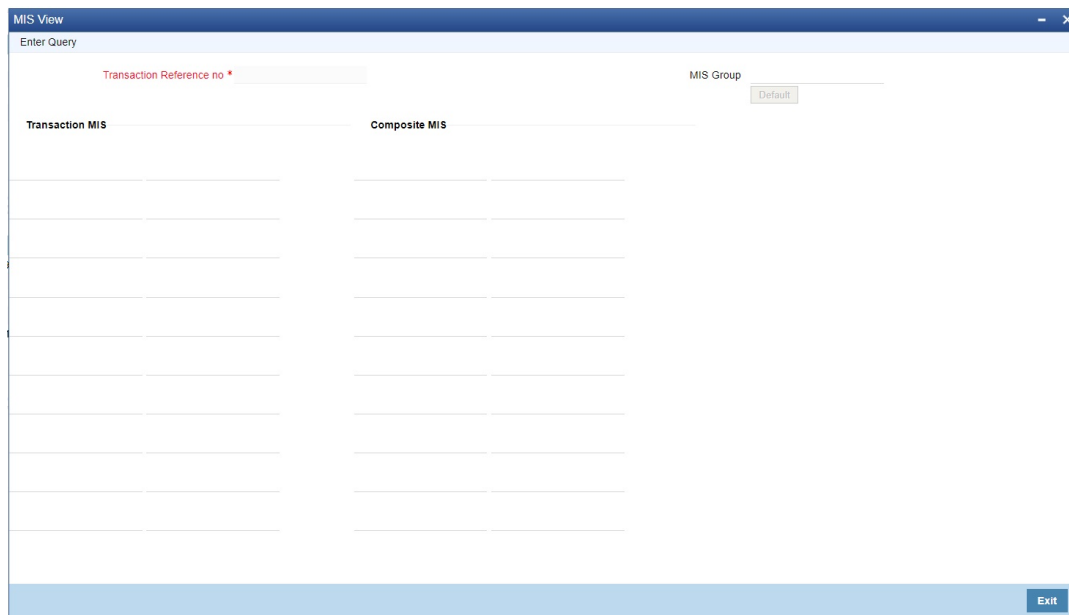 MIS View
Enter Query
Transaction Reference no *
MIS Group
Default
Transaction MIS
Composite MIS
Exit